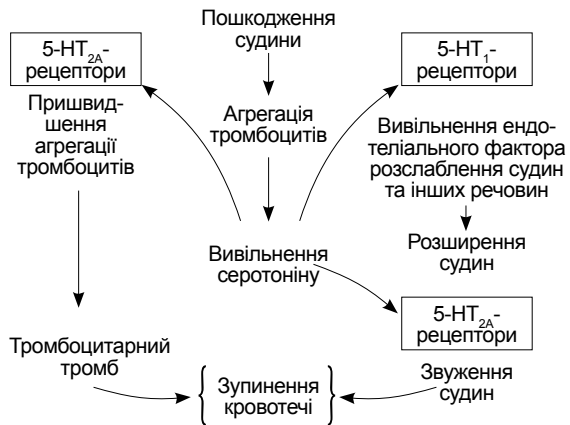 Пошкодження
судини
5-HT2A-
рецептори
5-HT1-
рецептори
Пришвид-
шення
агрегації
тромбоцитів
Агрегація
тромбоцитів
Вивільнення ендо-
теліального фактора
розслаблення судин
та інших речовин
Вивільнення
серотоніну
Розширення
судин
5-HT2A-
рецептори
Тромбоцитарний
тромб
Зупинення
кровотечі
Звуження
судин